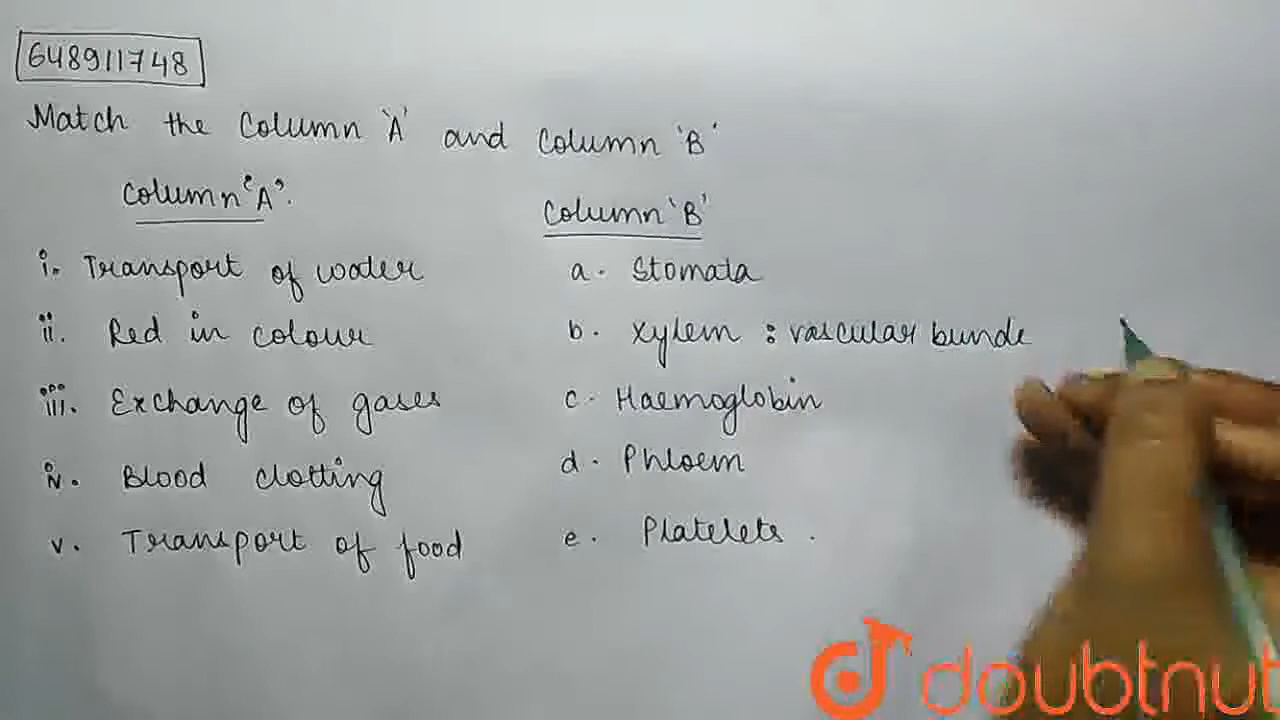 648911748
Match the Column 'A' and Column 'B'
Column 'A'.
Column 'B'
i. Transport of water
a. Stomata
ii. Red in colour
b. Xylem : vascular bunde
iii. Exchange of gases
c. Haemoglobin
iv. Blood clotting
d. Phloem
v. Transport of food
e. Platelets.
doubtnut